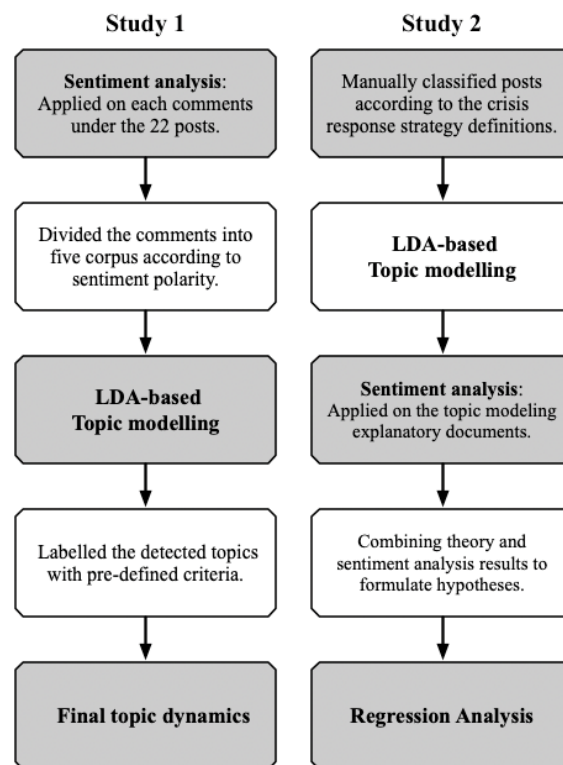 Study 1
Sentiment analysis:
Applied on each comments
under the 22 posts.
Divided the comments into
five corpus according to
sentiment polarity.
LDA-based
Topic modelling
Labelled the detected topics
with pre-defined criteria.
Final topic dynamics
Study 2
Manually classified posts
according to the crisis
response strategy definitions.
LDA-based
Topic modelling
Sentiment analysis:
Applied on the topic modeling
explanatory documents.
Combining theory and
sentiment analysis results to
formulate hypotheses.
Regression Analysis